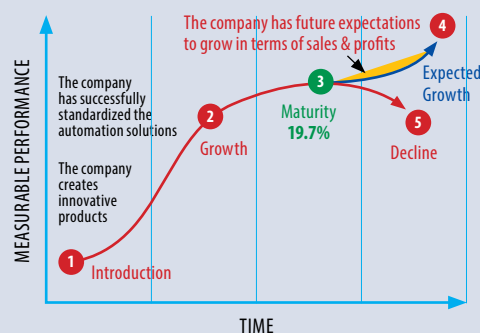 The company has future expectations
to grow in terms of sales & profits
4
The company
has successfully
standardized the
automation solutions
3
Expected
Growth
2
Maturity
19.7%
5
Growth
Decline
The company
creates
innovative
products
1
Introduction
MEASURABLE PERFORMANCE
TIME